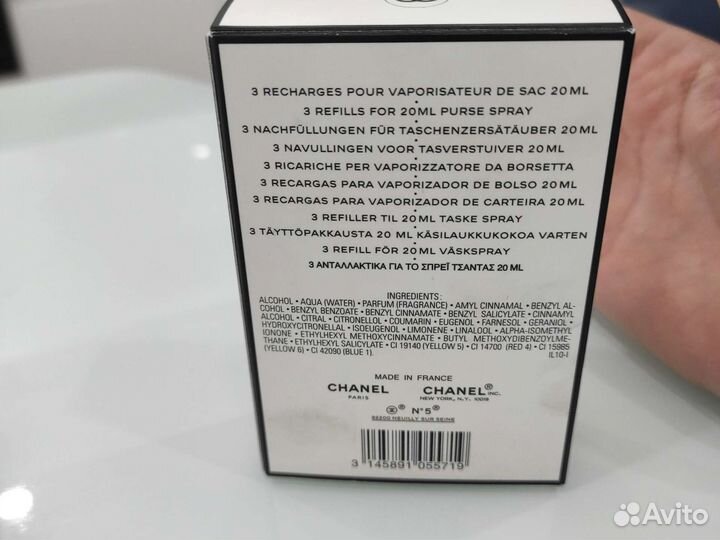 3 RECHARGES POUR VAPORISATEUR DE SAC 20 ML
3 REFILLS FOR 20 ML PURSE SPRAY
3 NACHFÜLLUNGEN FÜR TASCHENZERSTÄUBER 20 ML
3 NAVULLINGEN VOOR TASVERSTUIVER 20 ML
3 RICARICHE PER VAPORIZZATORE DA BORSETTA
3 RECARGAS PARA VAPORIZADOR DE BOLSO 20 ML
3 RECARGAS PARA VAPORIZADOR DE CARTEIRA 20 ML
3 REFILLER TIL 20 ML TASKE SPRAY
3 TÄYTTÖPAKKAUSTA 20 ML KÄSILAUKKUKOKOA VARTEN
3 REFILL FÖR 20 ML VÄSKSPRAY
3 ΑΝΤΑΛΛΑΚΤΙΚΑ ΓΙΑ ΤΟ ΣΠΡΕΪ ΤΣΑΝΤΑΣ 20 ML
INGREDIENTS:
ALCOHOL • AQUA (WATER) • PARFUM (FRAGRANCE) • AMYL CINNAMAL • BENZYL AL-
COHOL • BENZYL BENZOATE • BENZYL CINNAMATE • BENZYL SALICYLATE • CINNAMYL
ALCOHOL • CITRAL • CITRONELLOL • COUMARIN • EUGENOL • FARNESOL • GERANIOL •
HYDROXYCITRONELLAL • ISOEUGENOL • LIMONENE • LINALOOL • ALPHA-ISOMETHYL
IONONE • ETHYLHEXYL METHOXYCINNAMATE • BUTYL METHOXYDIBENZOYLME-
THANE • ETHYLHEXYL SALICYLATE • CI 19140 (YELLOW 5) • CI 14700 (RED 4) • CI 15985
(YELLOW 6) • CI 42090 (BLUE 1). IL10-I
MADE IN FRANCE
CHANEL CHANEL® INC.
PARIS NEW YORK, N.Y. 10019
® N°5®
92200 NEUILLY SUR SEINE
3 145891 055719
Avito